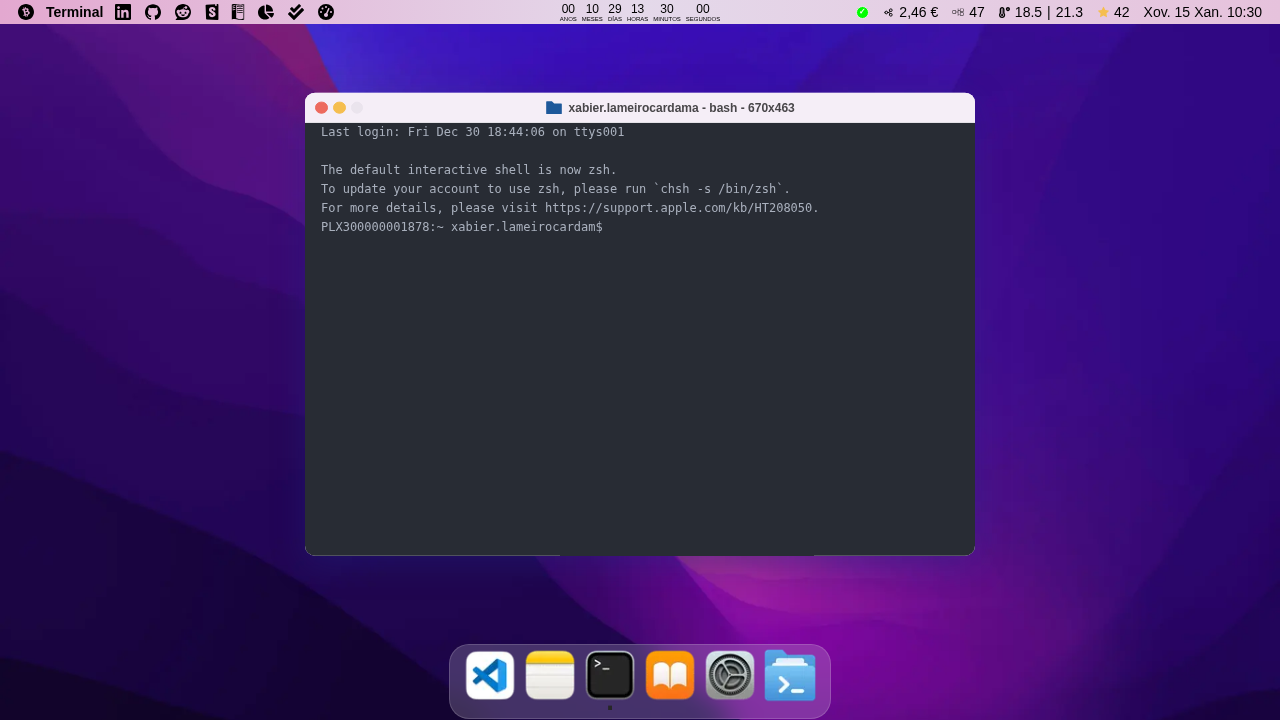 Terminal
00 10 29 13 30 00
ANOS MESES DÍAS HORAS MINUTOS SEGUNDOS
2,46 € 47 18.5 | 21.3 42 Xov. 15 Xan. 10:30
xabier.lameirocardama - bash - 670x463
Last login: Fri Dec 30 18:44:06 on ttys001
The default interactive shell is now zsh.
To update your account to use zsh, please run `chsh -s /bin/zsh`.
For more details, please visit https://support.apple.com/kb/HT208050.
PLX300000001878:~ xabier.lameirocardam$